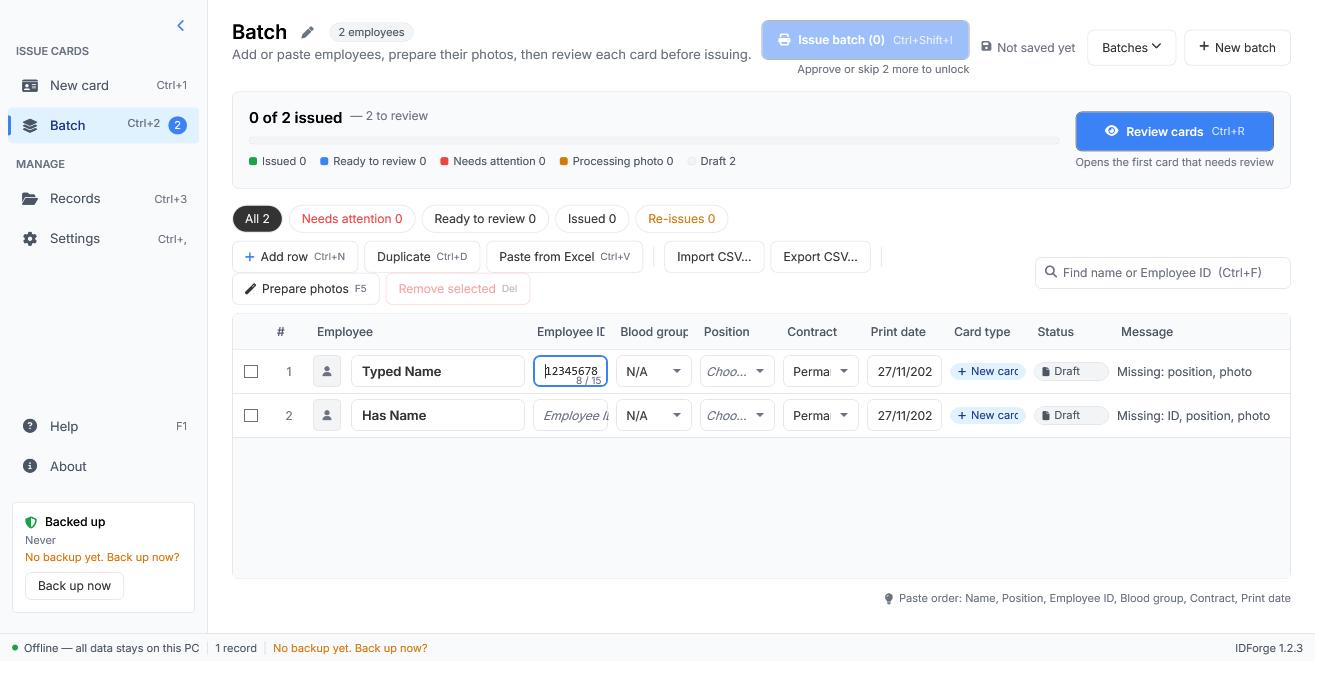 ISSUE CARDS
New card Ctrl+1
Batch Ctrl+2 2
MANAGE
Records Ctrl+3
Settings Ctrl+,
Help F1
About
Backed up
Never
No backup yet. Back up now?
Back up now
Batch 2 employees
Add or paste employees, prepare their photos, then review each card before issuing.
Issue batch (0) Ctrl+Shift+I
Approve or skip 2 more to unlock
Not saved yet
Batches
+ New batch
0 of 2 issued — 2 to review
Issued 0 Ready to review 0 Needs attention 0 Processing photo 0 Draft 2
Review cards Ctrl+R
Opens the first card that needs review
All 2 Needs attention 0 Ready to review 0 Issued 0 Re-issues 0
+ Add row Ctrl+N Duplicate Ctrl+D Paste from Excel Ctrl+V Import CSV... Export CSV...
Prepare photos F5 Remove selected Del
Find name or Employee ID (Ctrl+F)
# Employee Employee ID Blood group Position Contract Print date Card type Status Message
1 Typed Name 12345678 8 / 15 N/A Choo... Perma 27/11/202 + New card Draft Missing: position, photo
2 Has Name Employee ID N/A Choo... Perma 27/11/202 + New card Draft Missing: ID, position, photo
Paste order: Name, Position, Employee ID, Blood group, Contract, Print date
Offline — all data stays on this PC 1 record No backup yet. Back up now? IDForge 1.2.3